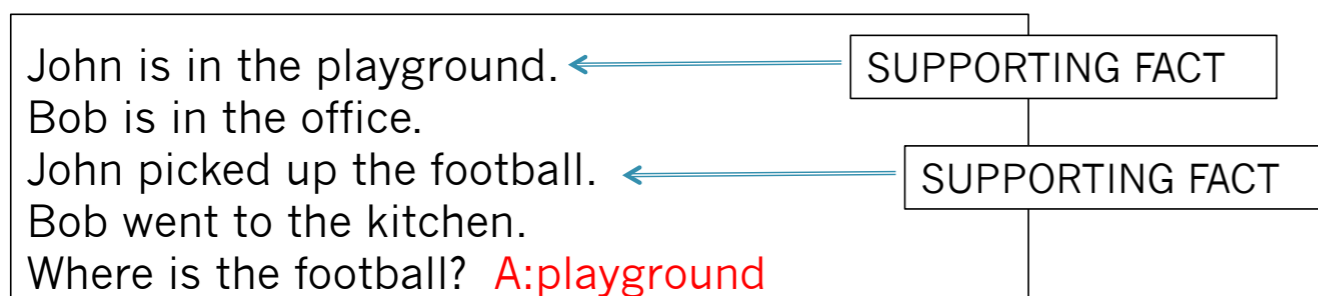 John is in the playground. SUPPORTING FACT
Bob is in the office.
John picked up the football. SUPPORTING FACT
Bob went to the kitchen.
Where is the football? A:playground